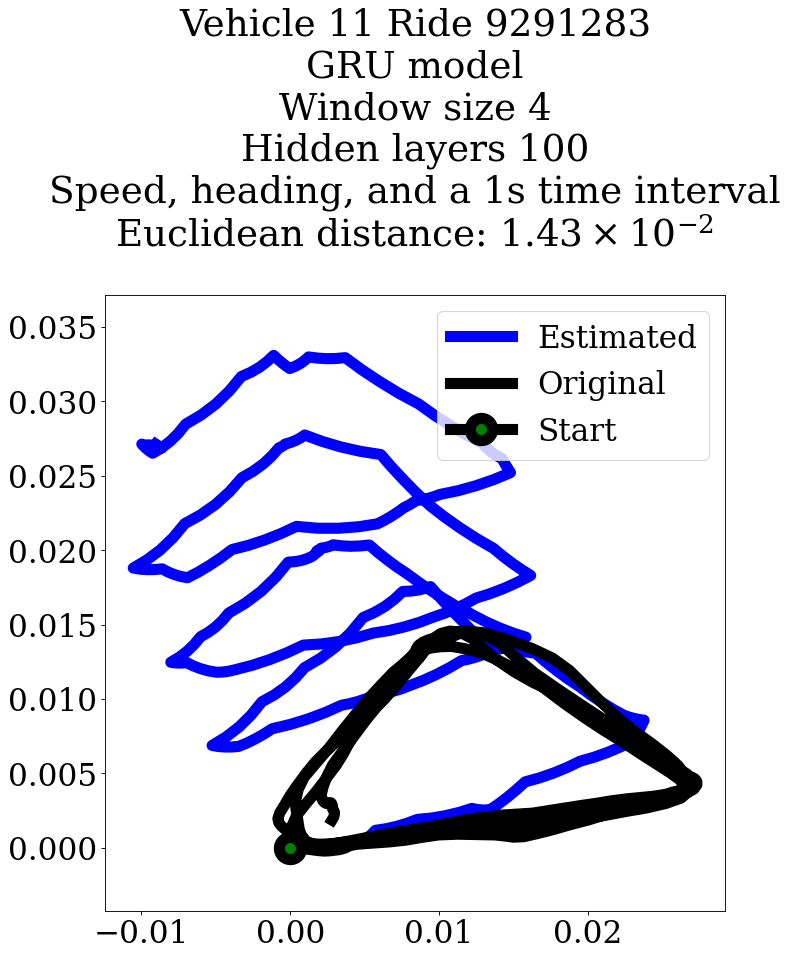 Vehicle 11 Ride 9291283
GRU model
Window size 4
Hidden layers 100
Speed, heading, and a 1s time interval
Euclidean distance: 1.43 × 10⁻²
Estimated
Original
Start
0.035
0.030
0.025
0.020
0.015
0.010
0.005
0.000
−0.01 0.00 0.01 0.02